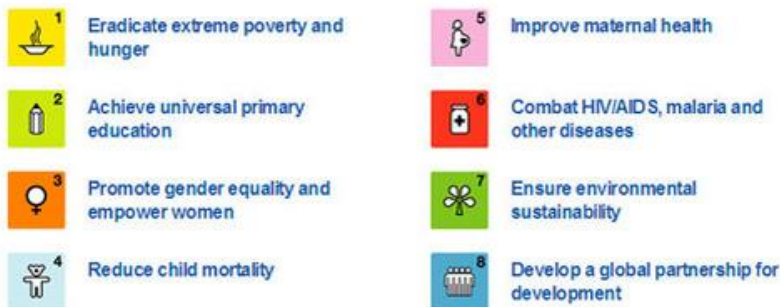 1
Eradicate extreme poverty and
hunger
2
Achieve universal primary
education
3
Promote gender equality and
empower women
4
Reduce child mortality
5
Improve maternal health
6
Combat HIV/AIDS, malaria and
other diseases
7
Ensure environmental
sustainability
8
Develop a global partnership for
development